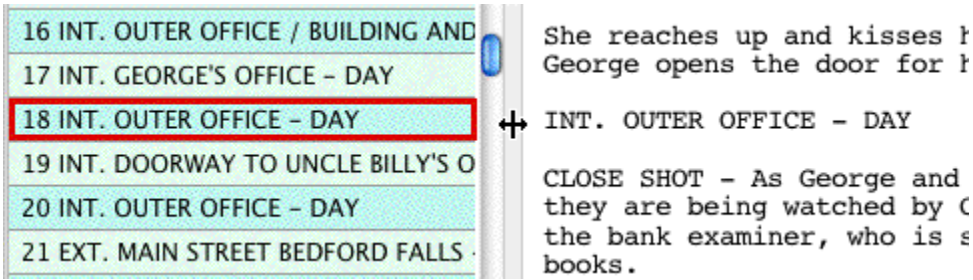 16 INT. OUTER OFFICE / BUILDING AND
17 INT. GEORGE'S OFFICE – DAY
18 INT. OUTER OFFICE – DAY
19 INT. DOORWAY TO UNCLE BILLY'S O
20 INT. OUTER OFFICE – DAY
21 EXT. MAIN STREET BEDFORD FALLS
She reaches up and kisses
George opens the door for
INT. OUTER OFFICE – DAY
CLOSE SHOT – As George and
they are being watched by
the bank examiner, who is
books.